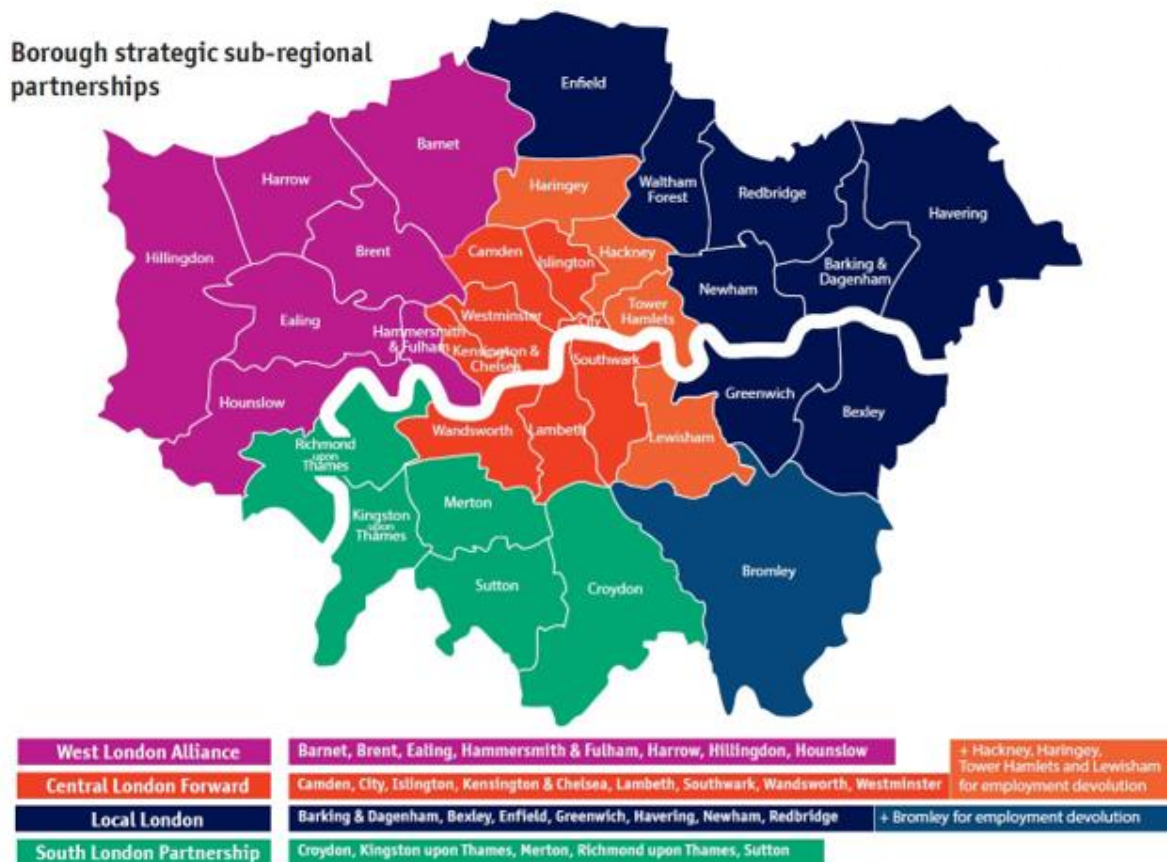 Borough strategic sub-regional
partnerships
Enfield
Barnet
Harrow
Haringey
Waltham
Forest
Redbridge
Havering
Hillingdon
Brent
Camden
Islington
Hackney
Barking &
Dagenham
Newham
Ealing
Westminster
Tower
Hamlets
City
Hammersmith
& Fulham
Kensington &
Chelsea
Southwark
Hounslow
Greenwich
Bexley
Wandsworth
Lambeth
Lewisham
Richmond
upon
Thames
Merton
Kingston
upon
Thames
Sutton
Croydon
Bromley
West London Alliance
Barnet, Brent, Ealing, Hammersmith & Fulham, Harrow, Hillingdon, Hounslow
+ Hackney, Haringey,
Tower Hamlets and Lewisham
for employment devolution
Central London Forward
Camden, City, Islington, Kensington & Chelsea, Lambeth, Southwark, Wandsworth, Westminster
Local London
Barking & Dagenham, Bexley, Enfield, Greenwich, Havering, Newham, Redbridge
+ Bromley for employment devolution
South London Partnership
Croydon, Kingston upon Thames, Merton, Richmond upon Thames, Sutton